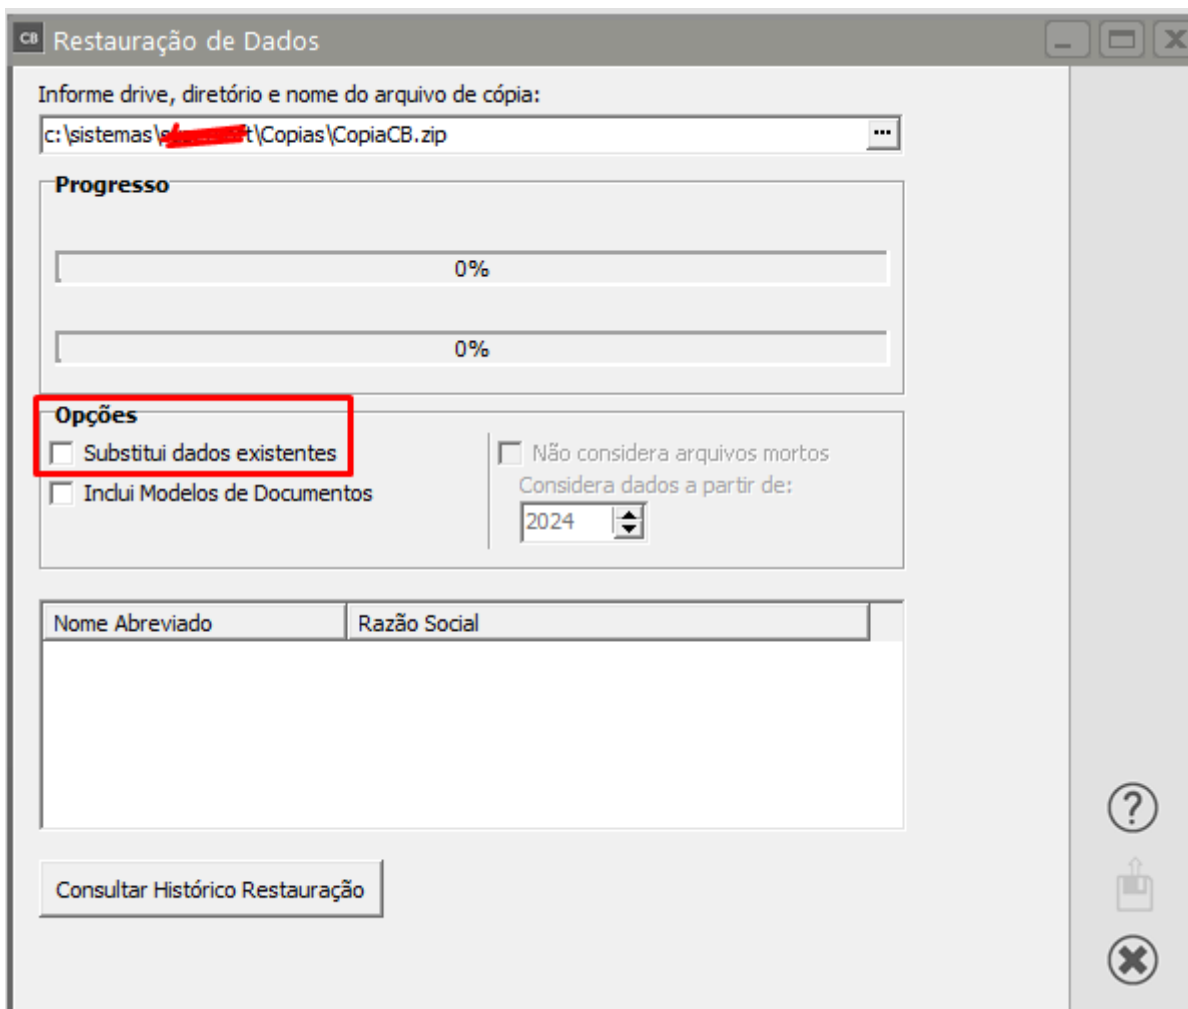 CB Restauração de Dados
Informe drive, diretório e nome do arquivo de cópia:
c:\sistemas\ t\Copias\CopiaCB.zip
...
Progresso
0%
0%
Opções
Substitui dados existentes
Não considera arquivos mortos
Inclui Modelos de Documentos
Considera dados a partir de:
2024
Nome Abreviado Razão Social
Consultar Histórico Restauração
?